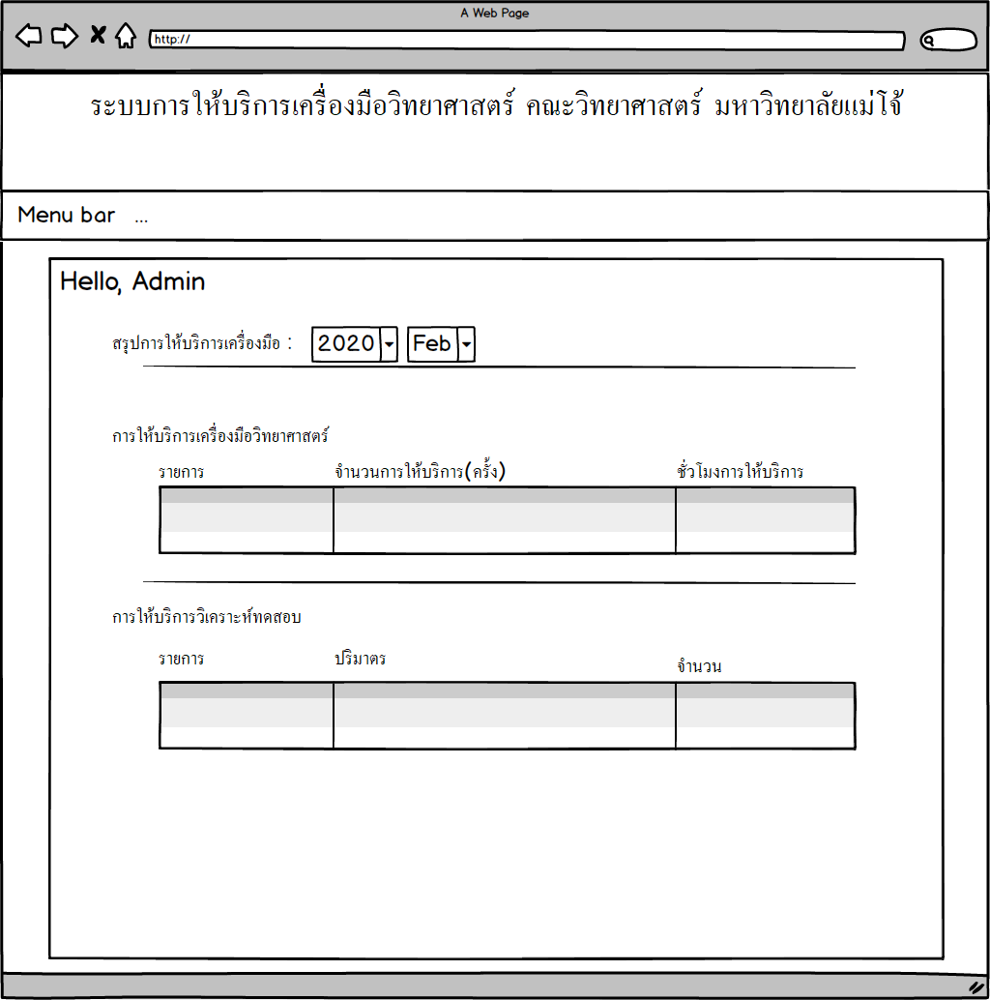 A Web Page
http://
ระบบการให้บริการเครื่องมือวิทยาศาสตร์ คณะวิทยาศาสตร์ มหาวิทยาลัยแม่โจ้
Menu bar ...
Hello, Admin
สรุปการให้บริการเครื่องมือ : 2020 Feb
การให้บริการเครื่องมือวิทยาศาสตร์
รายการ จำนวนการให้บริการ(ครั้ง) ชั่วโมงการให้บริการ
การให้บริการวิเคราะห์ทดสอบ
รายการ ปริมาตร จำนวน